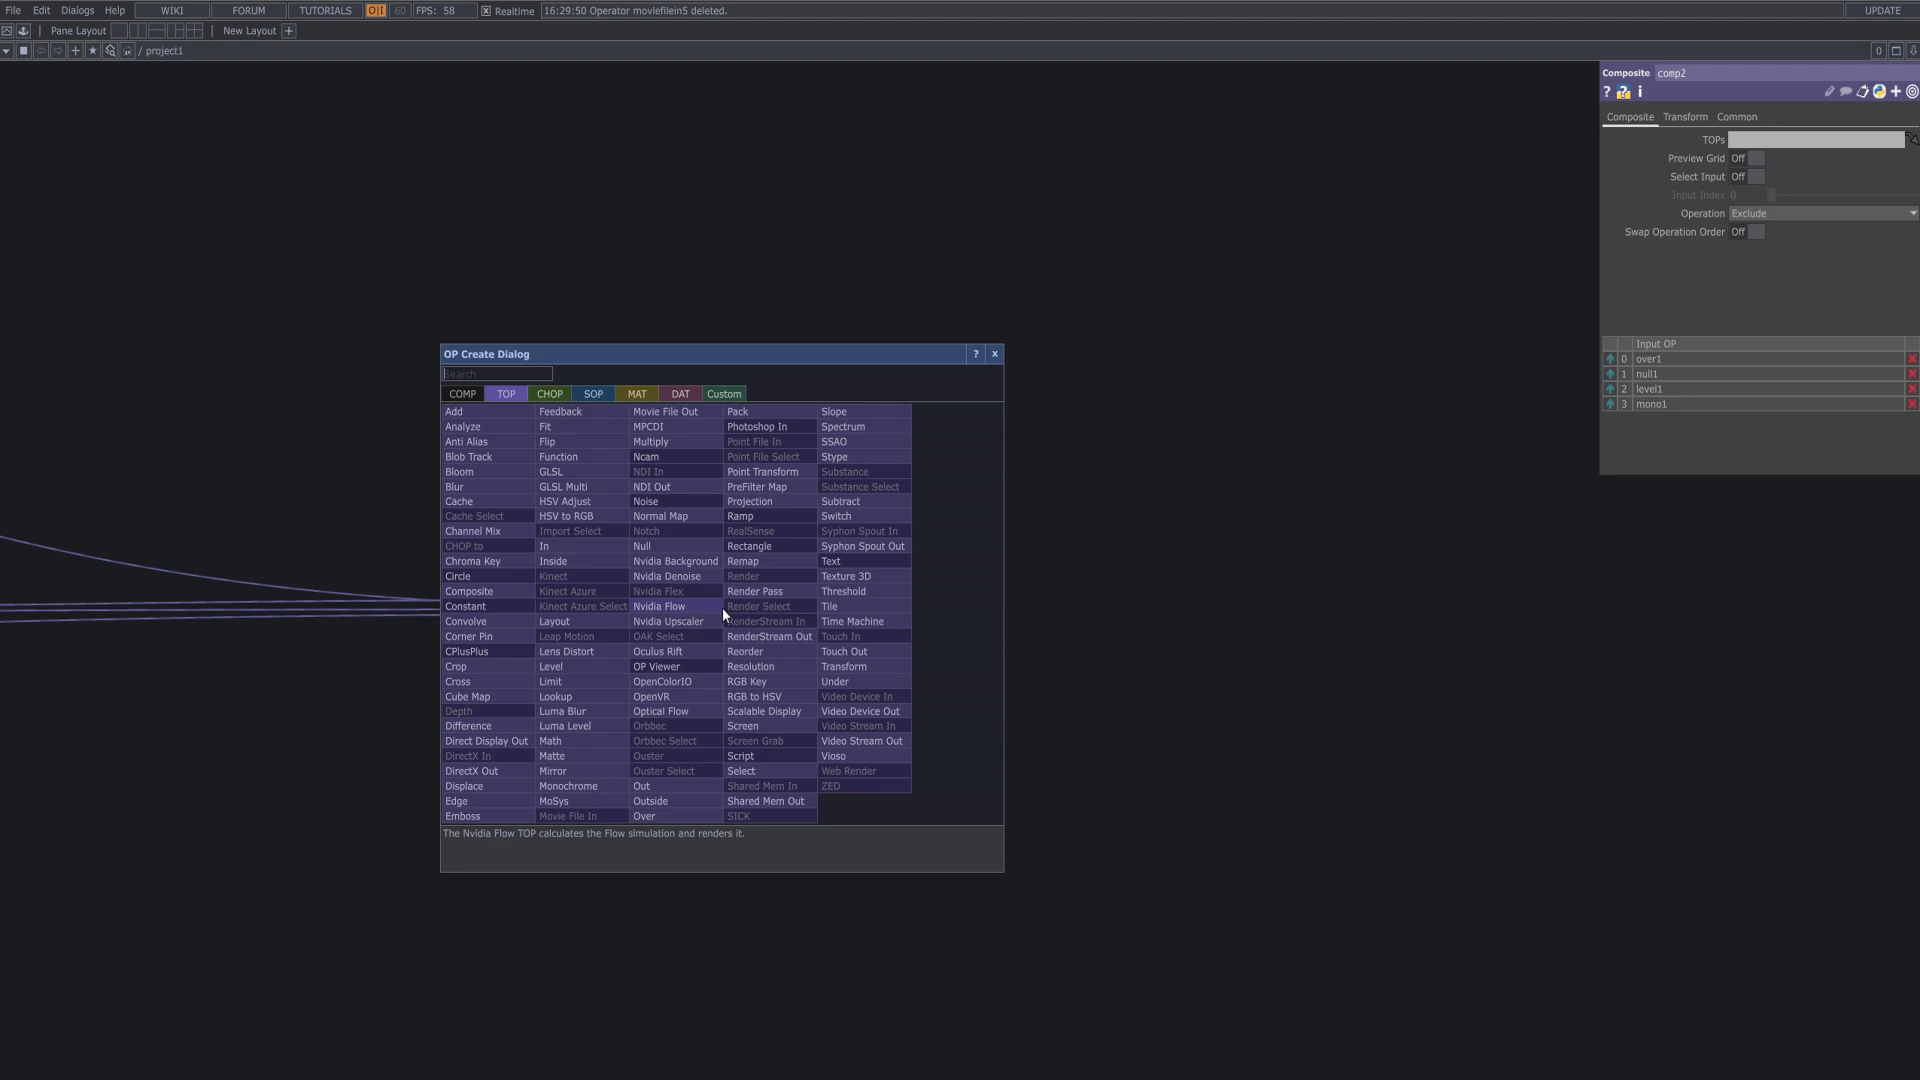 File Edit Dialogs Help WIKI FORUM TUTORIALS O|I 60 FPS: 58 Realtime 16:29:50 Operator moviefilein5 deleted. UPDATE
Pane Layout New Layout +
/ project1 0
Composite comp2
? ? i
Composite Transform Common
TOPs
Preview Grid Off
Select Input Off
Input Index 0
Operation Exclude
Swap Operation Order Off
Input OP
0 over1
1 null1
2 level1
3 mono1
OP Create Dialog ? x
Search
COMP TOP CHOP SOP MAT DAT Custom
Add Feedback Movie File Out Pack Slope
Analyze Fit MPCDI Photoshop In Spectrum
Anti Alias Flip Multiply Point File In SSAO
Blob Track Function Ncam Point File Select Stype
Bloom GLSL NDI In Point Transform Substance
Blur GLSL Multi NDI Out PreFilter Map Substance Select
Cache HSV Adjust Noise Projection Subtract
Cache Select HSV to RGB Normal Map Ramp Switch
Channel Mix Import Select Notch RealSense Syphon Spout In
CHOP to In Null Rectangle Syphon Spout Out
Chroma Key Inside Nvidia Background Remap Text
Circle Kinect Nvidia Denoise Render Texture 3D
Composite Kinect Azure Nvidia Flex Render Pass Threshold
Constant Kinect Azure Select Nvidia Flow Render Select Tile
Convolve Layout Nvidia Upscaler RenderStream In Time Machine
Corner Pin Leap Motion OAK Select RenderStream Out Touch In
CPlusPlus Lens Distort Oculus Rift Reorder Touch Out
Crop Level OP Viewer Resolution Transform
Cross Limit OpenColorIO RGB Key Under
Cube Map Lookup OpenVR RGB to HSV Video Device In
Depth Luma Blur Optical Flow Scalable Display Video Device Out
Difference Luma Level Orbbec Screen Video Stream In
Direct Display Out Math Orbbec Select Screen Grab Video Stream Out
DirectX In Matte Ouster Script Vioso
DirectX Out Mirror Ouster Select Select Web Render
Displace Monochrome Out Shared Mem In ZED
Edge MoSys Outside Shared Mem Out
Emboss Movie File In Over SICK
The Nvidia Flow TOP calculates the Flow simulation and renders it.